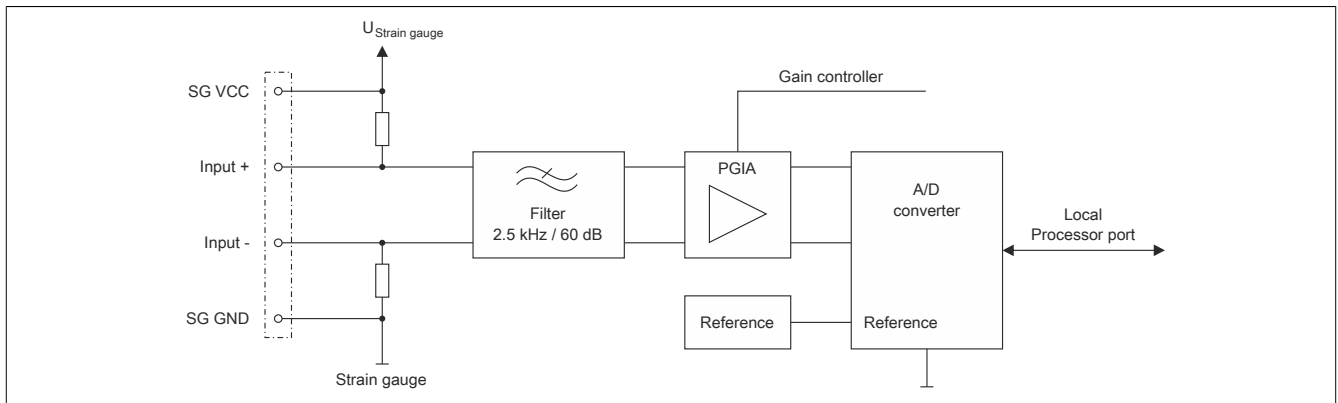 U Strain gauge
SG VCC
Gain controller
Input +
PGIA
A/D
converter
Filter
2.5 kHz / 60 dB
Local
Processor port
Input -
SG GND
Reference
Reference
Strain gauge